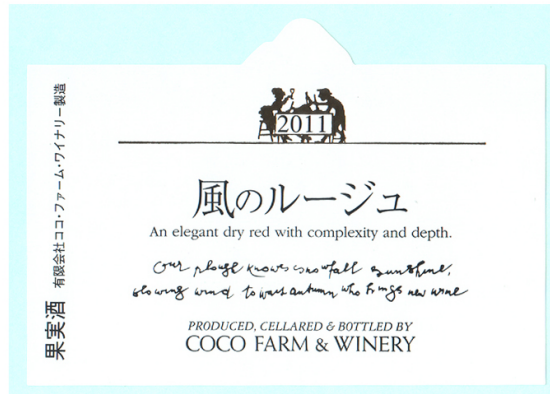 2011
風のルージュ
An elegant dry red with complexity and depth.
Our plough knows snowfall sunshine,
blowing wind to wait autumn who brings new wine
PRODUCED, CELLARED & BOTTLED BY
COCO FARM & WINERY
果実酒 有限会社ココ・ファーム・ワイナリー製造